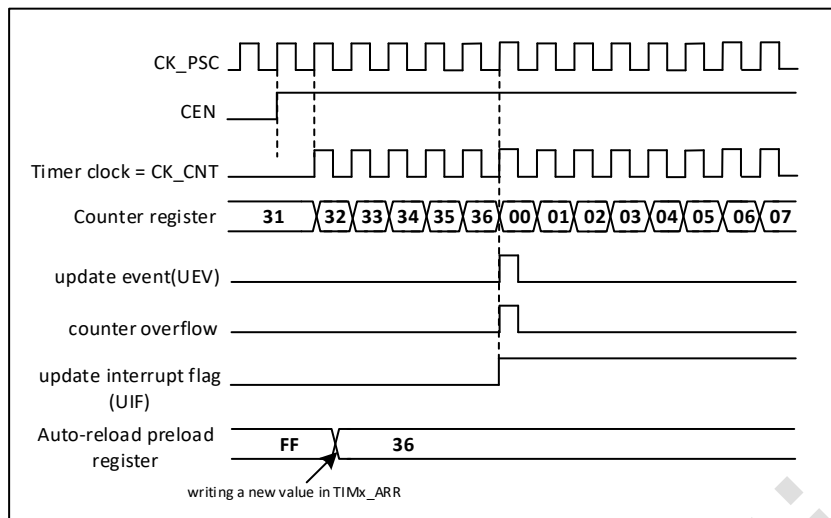 CK_PSC
CEN
Timer clock = CK_CNT
Counter register 31 32 33 34 35 36 00 01 02 03 04 05 06 07
update event(UEV)
counter overflow
update interrupt flag
(UIF)
Auto-reload preload
register
FF 36
writing a new value in TIMx_ARR